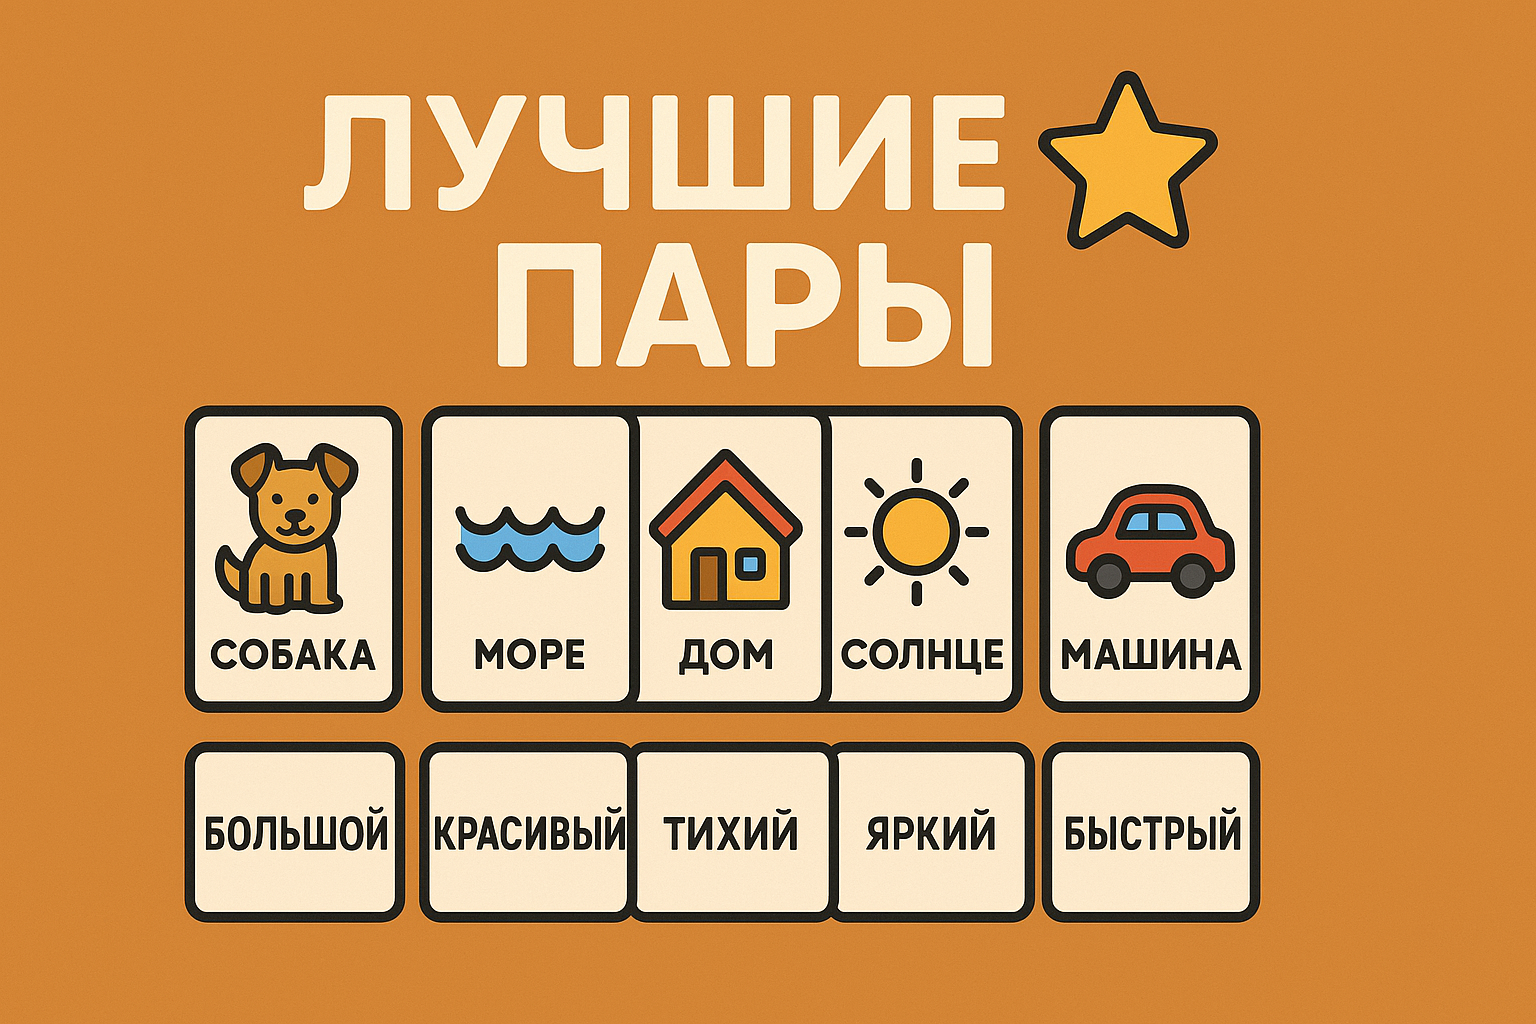 ЛУЧШИЕ
ПАРЫ
СОБАКА МОРЕ ДОМ СОЛНЦЕ МАШИНА
БОЛЬШОЙ КРАСИВЫЙ ТИХИЙ ЯРКИЙ БЫСТРЫЙ